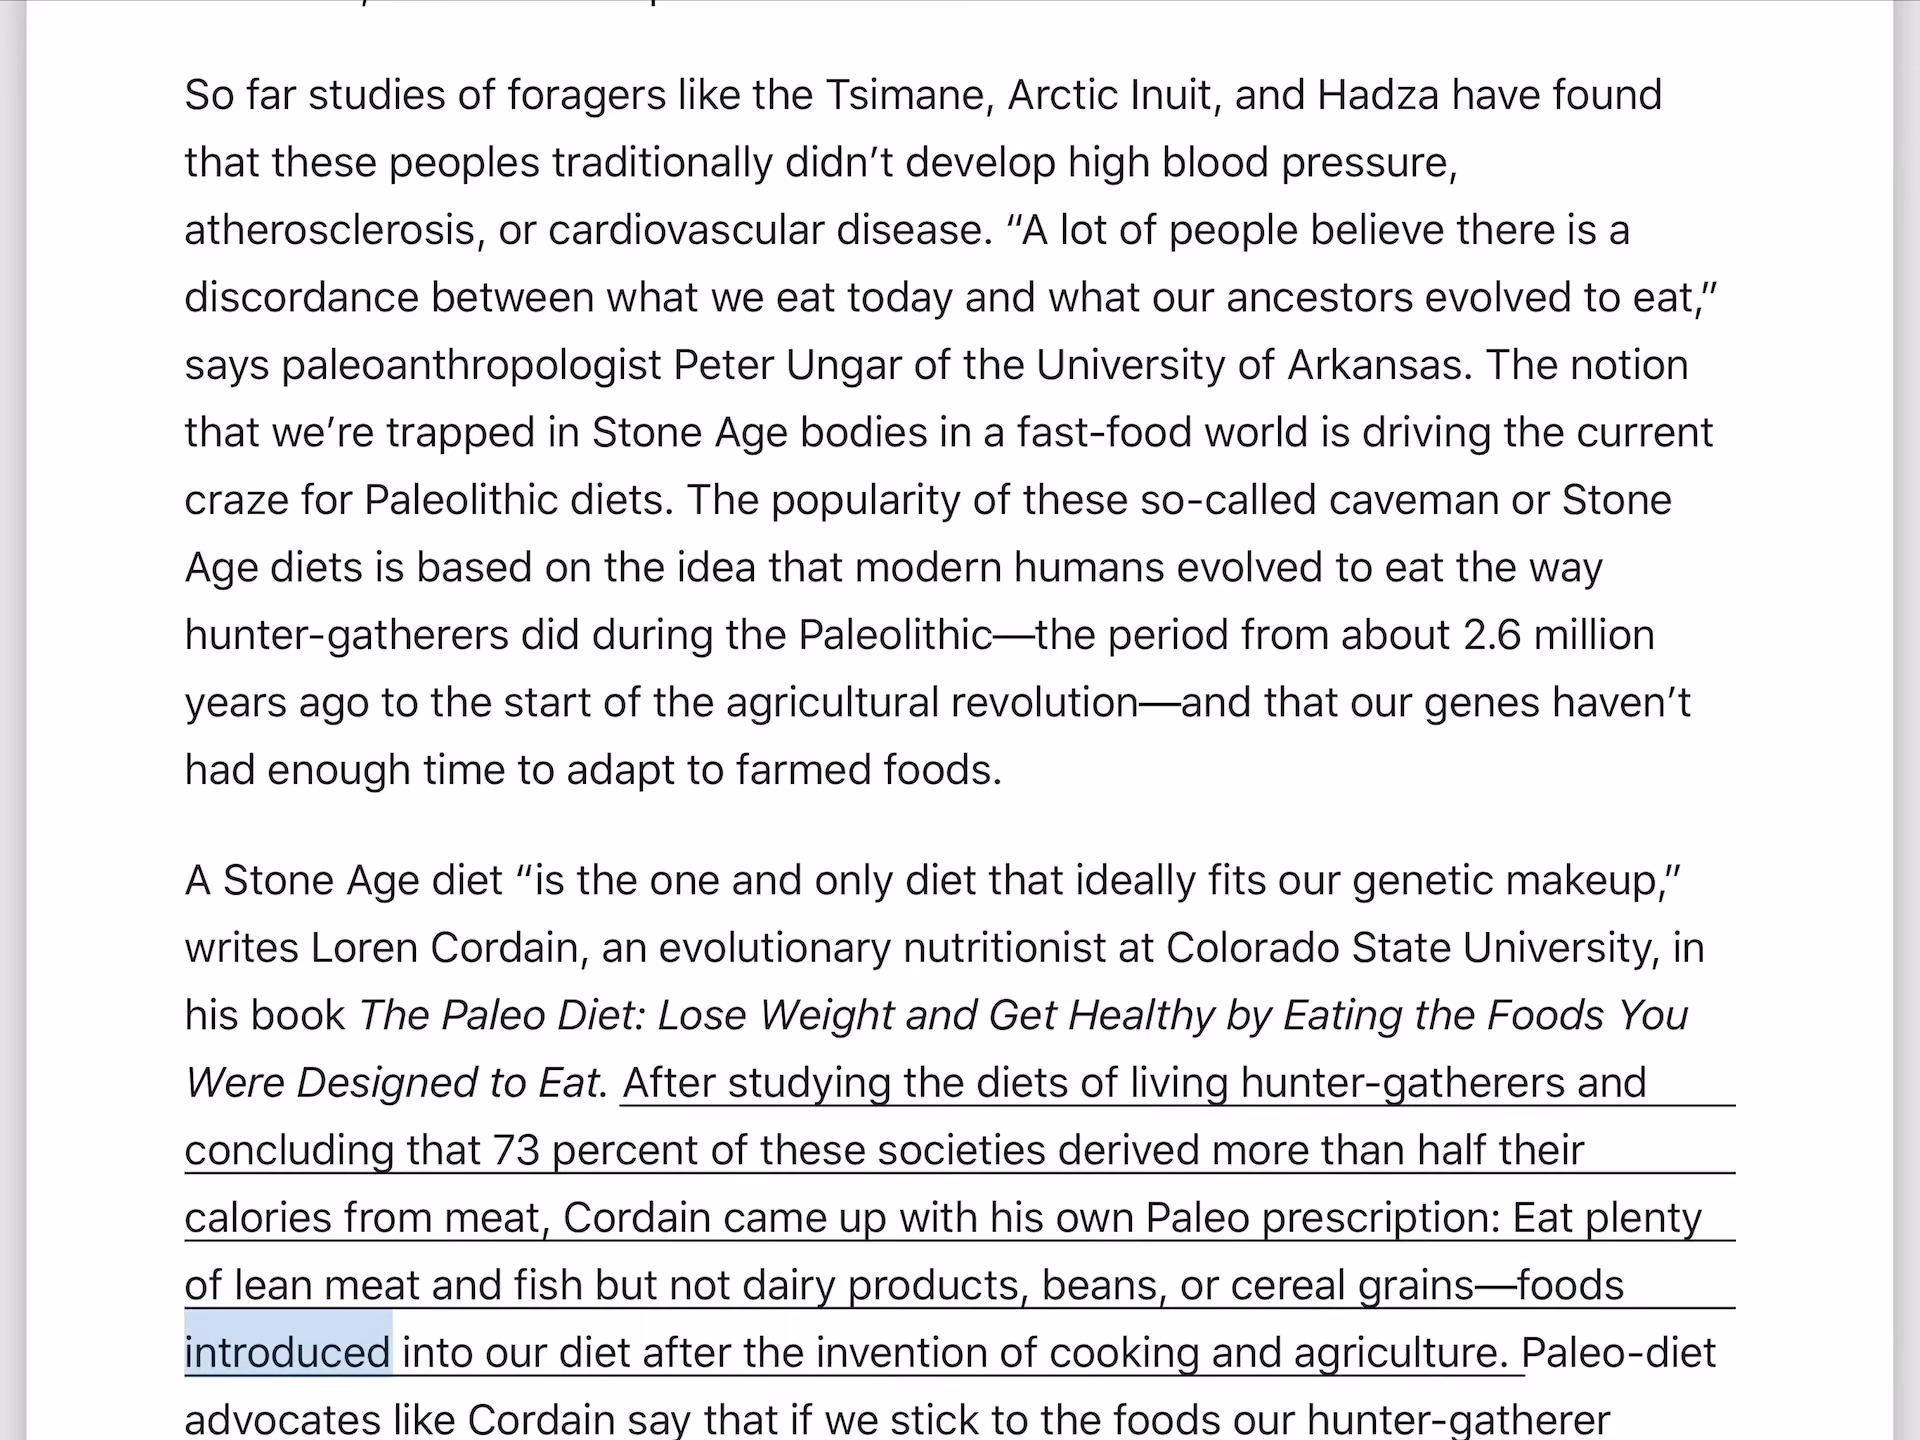 So far studies of foragers like the Tsimane, Arctic Inuit, and Hadza have found
that these peoples traditionally didn’t develop high blood pressure,
atherosclerosis, or cardiovascular disease. “A lot of people believe there is a
discordance between what we eat today and what our ancestors evolved to eat,”
says paleoanthropologist Peter Ungar of the University of Arkansas. The notion
that we’re trapped in Stone Age bodies in a fast-food world is driving the current
craze for Paleolithic diets. The popularity of these so-called caveman or Stone
Age diets is based on the idea that modern humans evolved to eat the way
hunter-gatherers did during the Paleolithic—the period from about 2.6 million
years ago to the start of the agricultural revolution—and that our genes haven’t
had enough time to adapt to farmed foods.
A Stone Age diet “is the one and only diet that ideally fits our genetic makeup,”
writes Loren Cordain, an evolutionary nutritionist at Colorado State University, in
his book The Paleo Diet: Lose Weight and Get Healthy by Eating the Foods You
Were Designed to Eat. After studying the diets of living hunter-gatherers and
concluding that 73 percent of these societies derived more than half their
calories from meat, Cordain came up with his own Paleo prescription: Eat plenty
of lean meat and fish but not dairy products, beans, or cereal grains—foods
introduced into our diet after the invention of cooking and agriculture. Paleo-diet
advocates like Cordain say that if we stick to the foods our hunter-gatherer